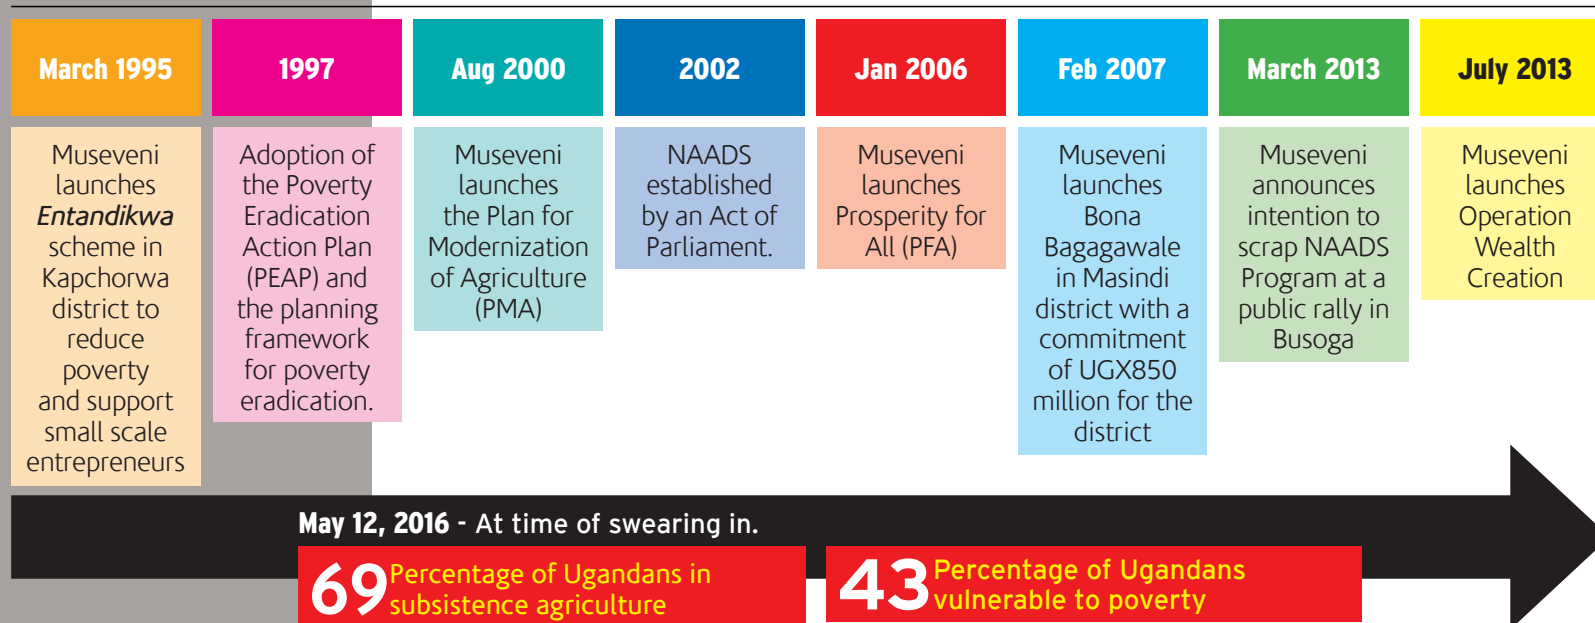 March 1995
Museveni
launches
Entandikwa
scheme in
Kapchorwa
district to
reduce
poverty
and support
small scale
entrepreneurs
1997
Adoption of
the Poverty
Eradication
Action Plan
(PEAP) and
the planning
framework
for poverty
eradication.
Aug 2000
Museveni
launches
the Plan for
Modernization
of Agriculture
(PMA)
2002
NAADS
established
by an Act of
Parliament.
Jan 2006
Museveni
launches
Prosperity for
All (PFA)
Feb 2007
Museveni
launches
Bona
Bagagawale
in Masindi
district with a
commitment
of UGX850
million for the
district
March 2013
Museveni
announces
intention to
scrap NAADS
Program at a
public rally in
Busoga
July 2013
Museveni
launches
Operation
Wealth
Creation
May 12, 2016 - At time of swearing in.
69 Percentage of Ugandans in
subsistence agriculture
43 Percentage of Ugandans
vulnerable to poverty